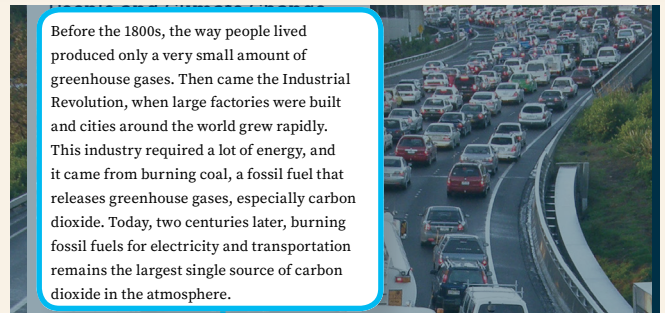 Before the 1800s, the way people lived
produced only a very small amount of
greenhouse gases. Then came the Industrial
Revolution, when large factories were built
and cities around the world grew rapidly.
This industry required a lot of energy, and
it came from burning coal, a fossil fuel that
releases greenhouse gases, especially carbon
dioxide. Today, two centuries later, burning
fossil fuels for electricity and transportation
remains the largest single source of carbon
dioxide in the atmosphere.